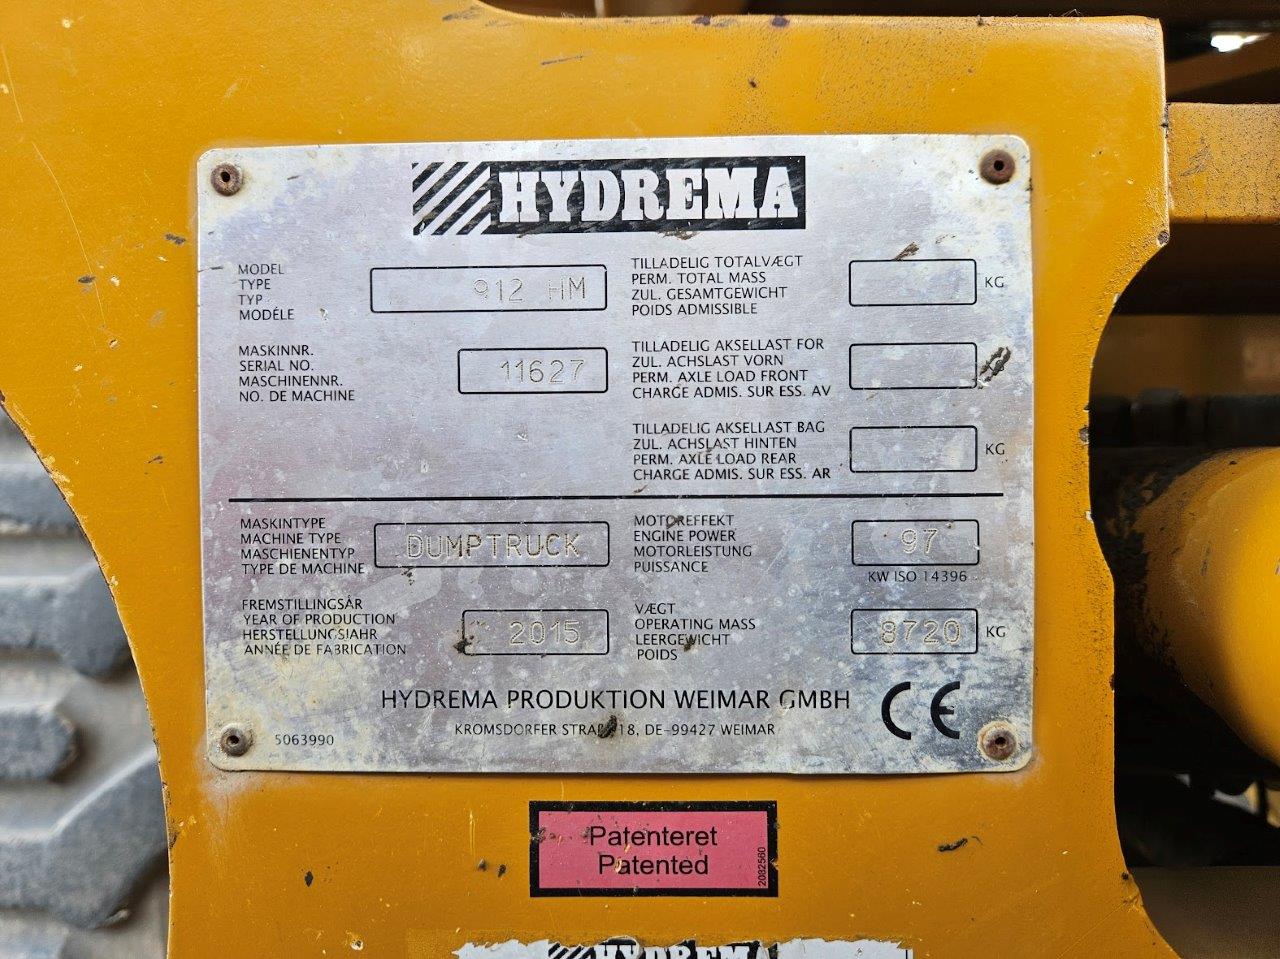 HYDREMA
MODEL
TYPE
TYP
MODÉLE
912 HM
TILLADELIG TOTALVÆGT
PERM. TOTAL MASS
ZUL. GESAMTGEWICHT
POIDS ADMISSIBLE
KG
MASKINNR.
SERIAL NO.
MASCHINENNR.
NO. DE MACHINE
11627
TILLADELIG AKSELLAST FOR
ZUL. ACHSLAST VORN
PERM. AXLE LOAD FRONT
CHARGE ADMIS. SUR ESS. AV
TILLADELIG AKSELLAST BAG
ZUL. ACHSLAST HINTEN
PERM. AXLE LOAD REAR
CHARGE ADMIS. SUR ESS. AR
KG
MASKINTYPE
MACHINE TYPE
MASCHIENENTYP
TYPE DE MACHINE
DUMPTRUCK
MOTOREFFEKT
ENGINE POWER
MOTORLEISTUNG
PUISSANCE
97
KW ISO 14396
FREMSTILLINGSÅR
YEAR OF PRODUCTION
HERSTELLUNGSJAHR
ANNÉE DE FABRICATION
2015
VÆGT
OPERATING MASS
LEERGEWICHT
POIDS
8720
KG
HYDREMA PRODUKTION WEIMAR GMBH
KROMSDORFER 18, DE-99427 WEIMAR
CE
5063990
Patenteret
Patented
2082560
HYDREMA